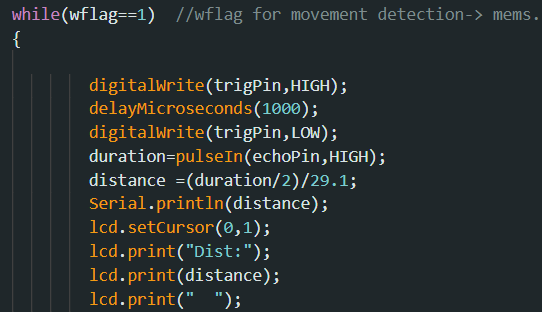 while(wflag==1)  //wflag for movement detection-> mems.
{
digitalWrite(trigPin,HIGH);
delayMicroseconds(1000);
digitalWrite(trigPin,LOW);
duration=pulseIn(echoPin,HIGH);
distance =(duration/2)/29.1;
Serial.println(distance);
lcd.setCursor(0,1);
lcd.print("Dist:");
lcd.print(distance);
lcd.print("  ");